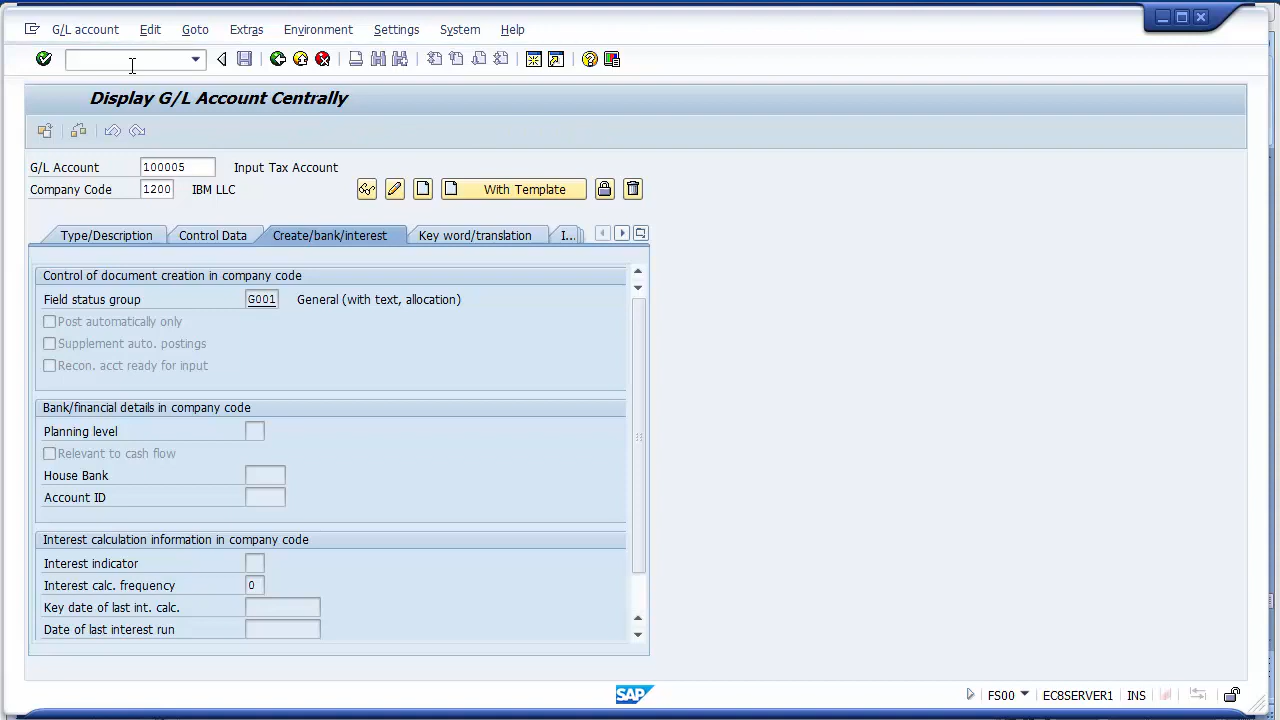 G/L account Edit Goto Extras Environment Settings System Help
Display G/L Account Centrally
G/L Account 100005 Input Tax Account
Company Code 1200 IBM LLC With Template
Type/Description Control Data Create/bank/interest Key word/translation I...
Control of document creation in company code
Field status group G001 General (with text, allocation)
Post automatically only
Supplement auto. postings
Recon. acct ready for input
Bank/financial details in company code
Planning level
Relevant to cash flow
House Bank
Account ID
Interest calculation information in company code
Interest indicator
Interest calc. frequency 0
Key date of last int. calc.
Date of last interest run
SAP FS00 ECCSERVER1 INS